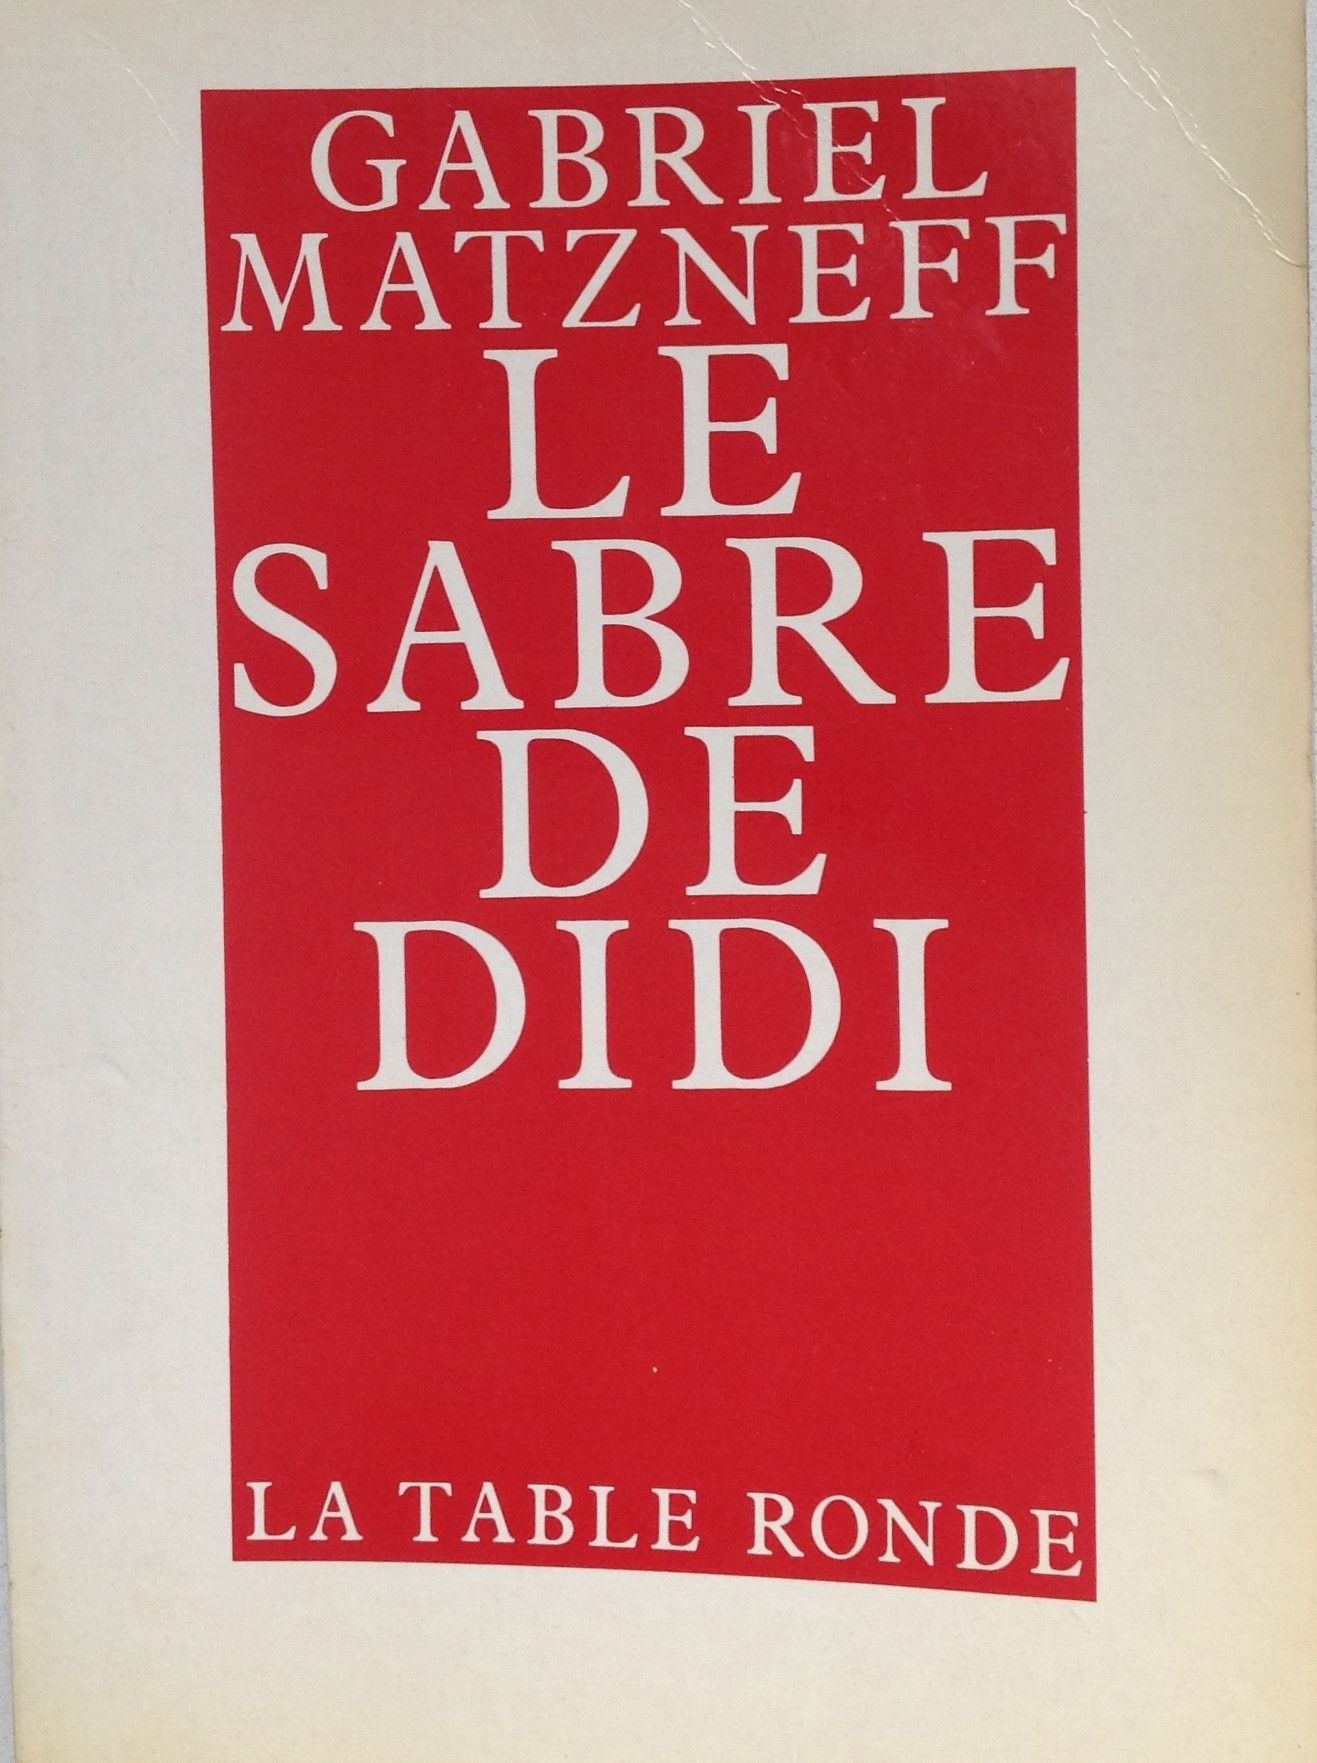 GABRIEL
MATZNEFF
LE
SABRE
DE
DIDI
LA TABLE RONDE